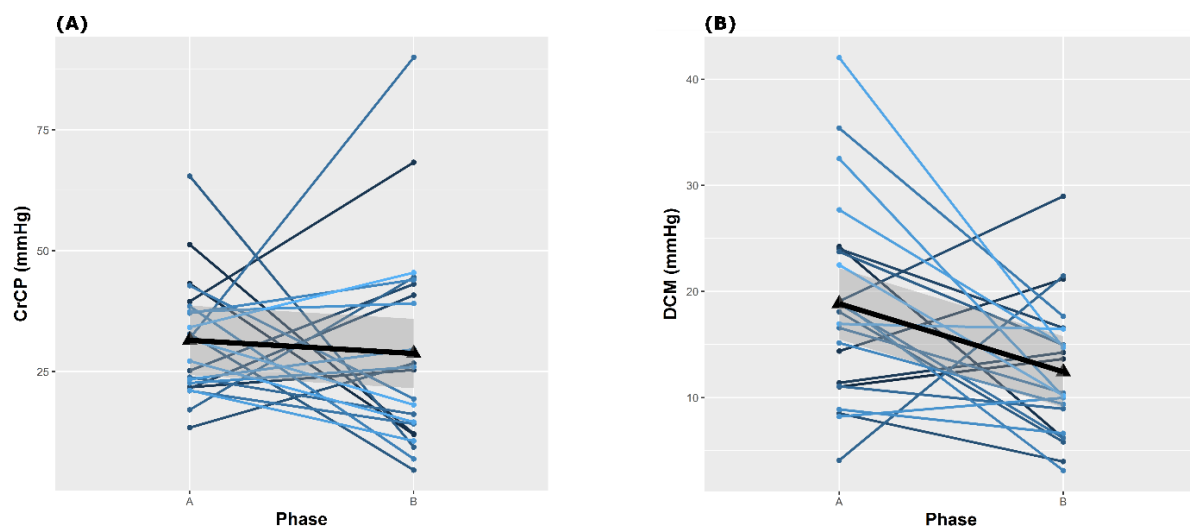 (A)
75
50
25
CrCP (mmHg)
A
B
Phase
(B)
40
30
20
10
DCM (mmHg)
A
B
Phase